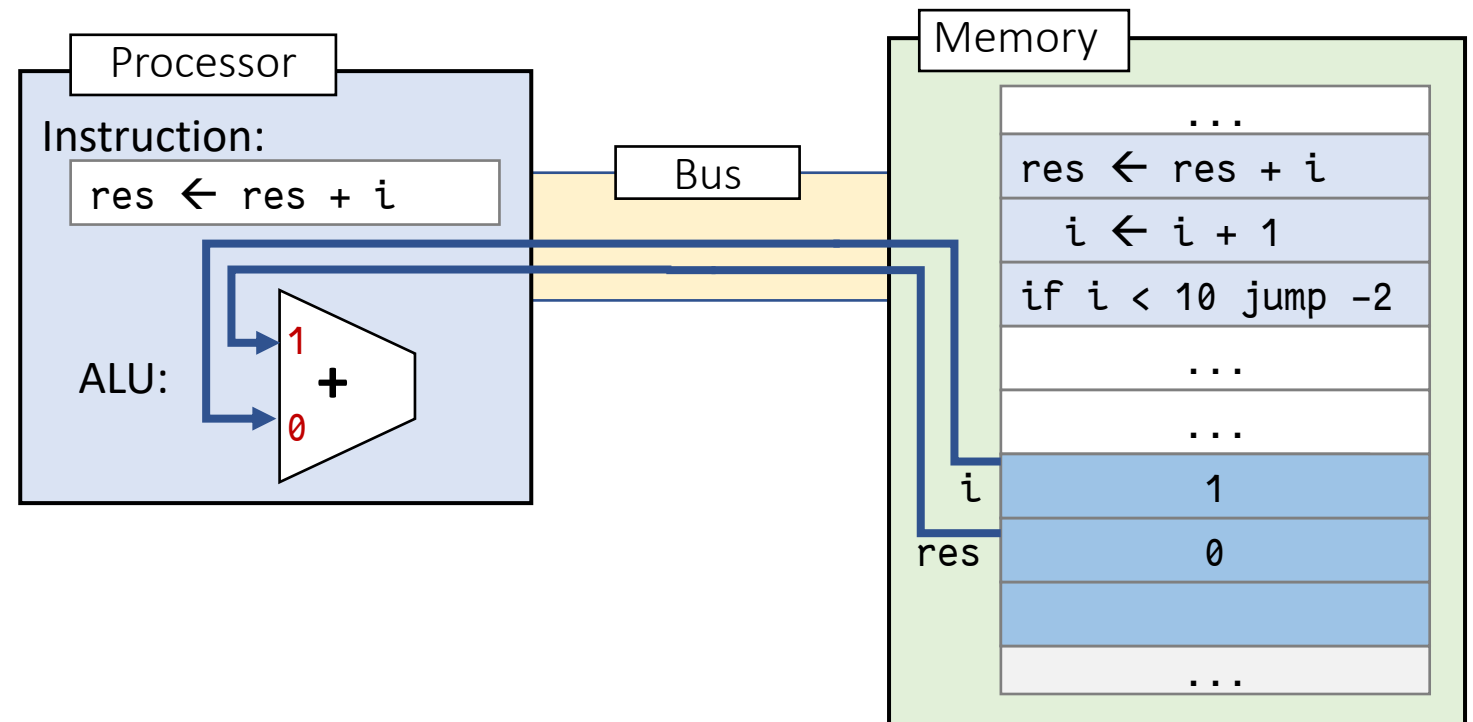 Processor
Instruction:
res ← res + i
ALU:
1
+
0
Bus
Memory
...
res ← res + i
i ← i + 1
if i < 10 jump –2
...
...
i 1
res 0
...